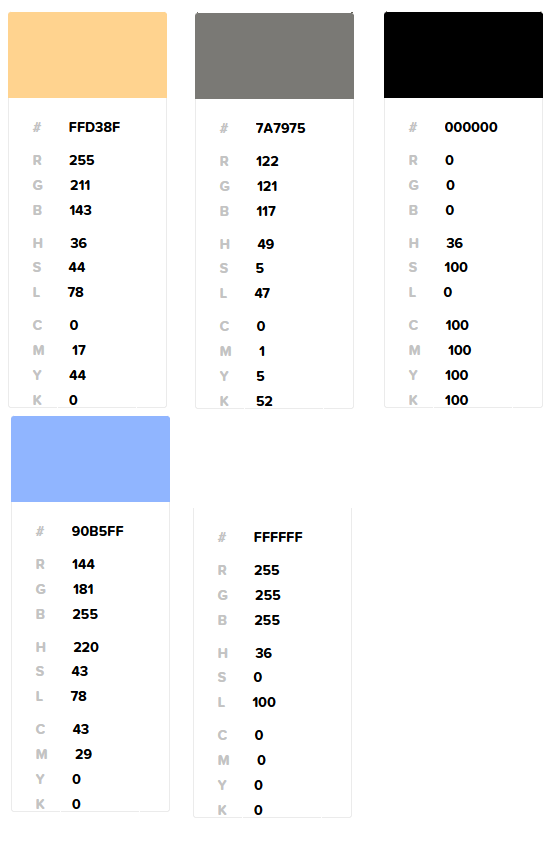 # FFD38F
R 255
G 211
B 143
H 36
S 44
L 78
C 0
M 17
Y 44
K 0
# 7A7975
R 122
G 121
B 117
H 49
S 5
L 47
C 0
M 1
Y 5
K 52
# 000000
R 0
G 0
B 0
H 36
S 100
L 0
C 100
M 100
Y 100
K 100
# 90B5FF
R 144
G 181
B 255
H 220
S 43
L 78
C 43
M 29
Y 0
K 0
# FFFFFF
R 255
G 255
B 255
H 36
S 0
L 100
C 0
M 0
Y 0
K 0